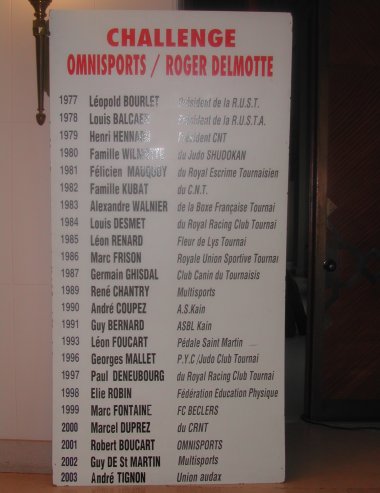 CHALLENGE
OMNISPORTS / ROGER DELMOTTE
1977 Léopold BOURLET Président de la R.U.S.T.
1978 Louis BALCAEN Président de la R.U.S.T.A.
1979 Henri HENNART Président CNT
1980 Famille du Judo SHUDOKAN
1981 Félicien MAUQUOY du Royal Escrime Tournaisien
1982 Famille KUBAT du C.N.T.
1983 Alexandre WALNIER de la Boxe Française Tournai
1984 Louis DESMET du Royal Racing Club Tournai
1985 Léon RENARD Fleur de Lys Tournai
1986 Marc FRISON Royale Union Sportive Tournai
1987 Germain GHISDAL Club Canin du Tournaisis
1989 René CHANTRY Multisports
1990 André COUPEZ A.S.Kain
1991 Guy BERNARD ASBL Kain
1993 Léon FOUCART Pédale Saint Martin
1996 Georges MALLET P.Y.C /Judo Club Tournai
1997 Paul DENEUBOURG du Royal Racing Club Tournai
1998 Elie ROBIN Fédération Education Physique
1999 Marc FONTAINE FC BECLERS
2000 Marcel DUPREZ du CRNT
2001 Robert BOUCART OMNISPORTS
2002 Guy DE St MARTIN Multisports
2003 André TIGNON Union audax